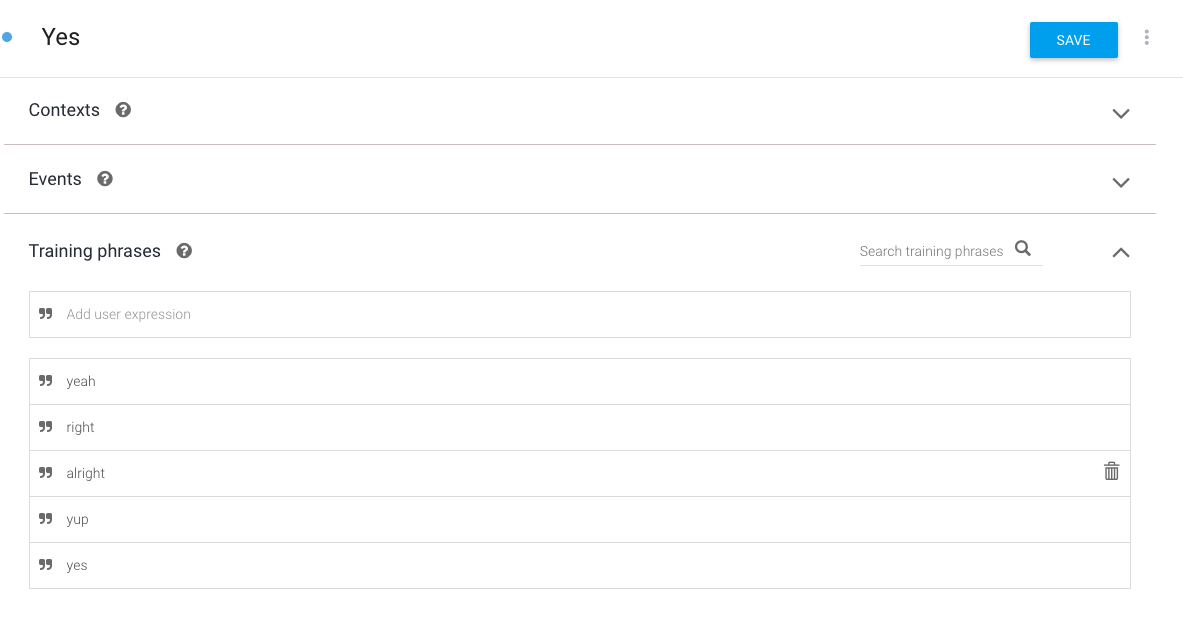 Yes
SAVE
Contexts
Events
Training phrases
Search training phrases
Add user expression
yeah
right
alright
yup
yes